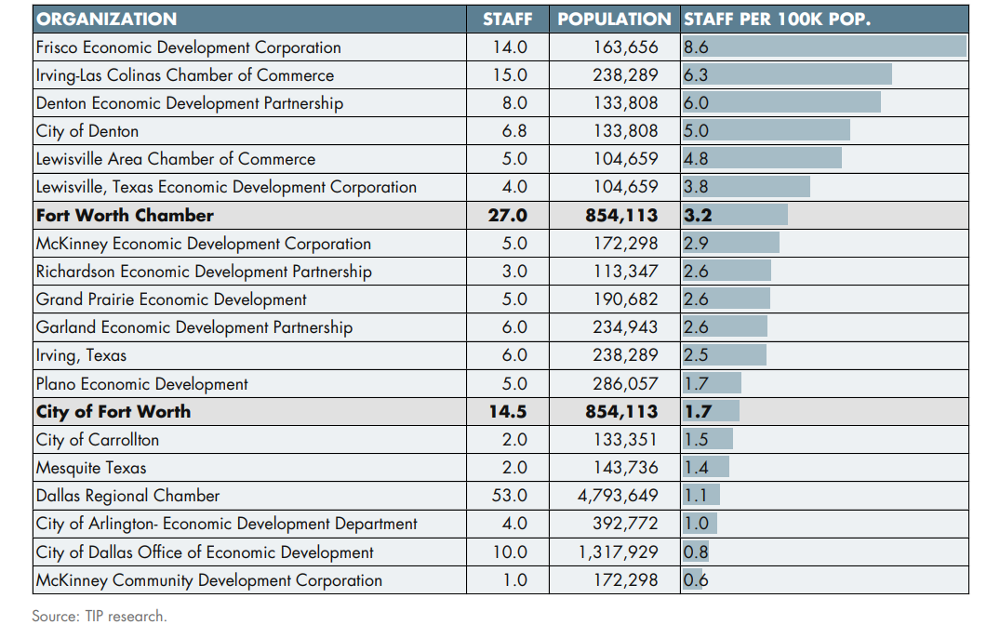 ORGANIZATION STAFF POPULATION STAFF PER 100K POP.
Frisco Economic Development Corporation 14.0 163,656 8.6
Irving-Las Colinas Chamber of Commerce 15.0 238,289 6.3
Denton Economic Development Partnership 8.0 133,808 6.0
City of Denton 6.8 133,808 5.0
Lewisville Area Chamber of Commerce 5.0 104,659 4.8
Lewisville, Texas Economic Development Corporation 4.0 104,659 3.8
Fort Worth Chamber 27.0 854,113 3.2
McKinney Economic Development Corporation 5.0 172,298 2.9
Richardson Economic Development Partnership 3.0 113,347 2.6
Grand Prairie Economic Development 5.0 190,682 2.6
Garland Economic Development Partnership 6.0 234,943 2.6
Irving, Texas 6.0 238,289 2.5
Plano Economic Development 5.0 286,057 1.7
City of Fort Worth 14.5 854,113 1.7
City of Carrollton 2.0 133,351 1.5
Mesquite Texas 2.0 143,736 1.4
Dallas Regional Chamber 53.0 4,793,649 1.1
City of Arlington- Economic Development Department 4.0 392,772 1.0
City of Dallas Office of Economic Development 10.0 1,317,929 0.8
McKinney Community Development Corporation 1.0 172,298 0.6
Source: TIP research.